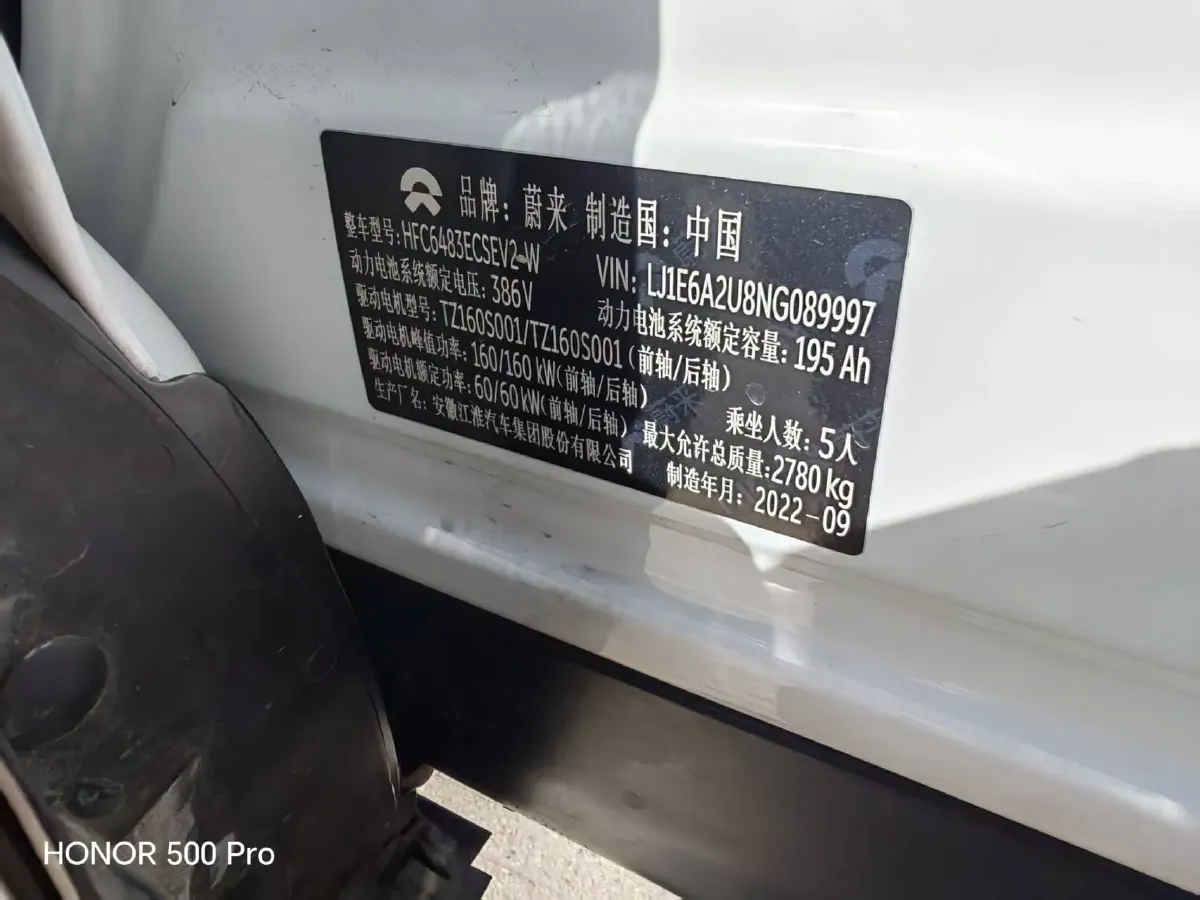 品牌：蔚来 制造国：中国
整车型号：HFC6483ECSEV2-W VIN：LJ1E6A2U8NG089997
动力电池系统额定电压：386V 动力电池系统额定容量：195 Ah
驱动电机型号：TZ160S001/TZ160S001（前轴/后轴）
驱动电机峰值功率：160/160 kW（前轴/后轴） 乘坐人数：5人
驱动电机额定功率：60/60 kW（前轴/后轴） 最大允许总质量：2780 kg
生产厂名：安徽江淮汽车集团股份有限公司 制造年月：2022-09
HONOR 500 Pro